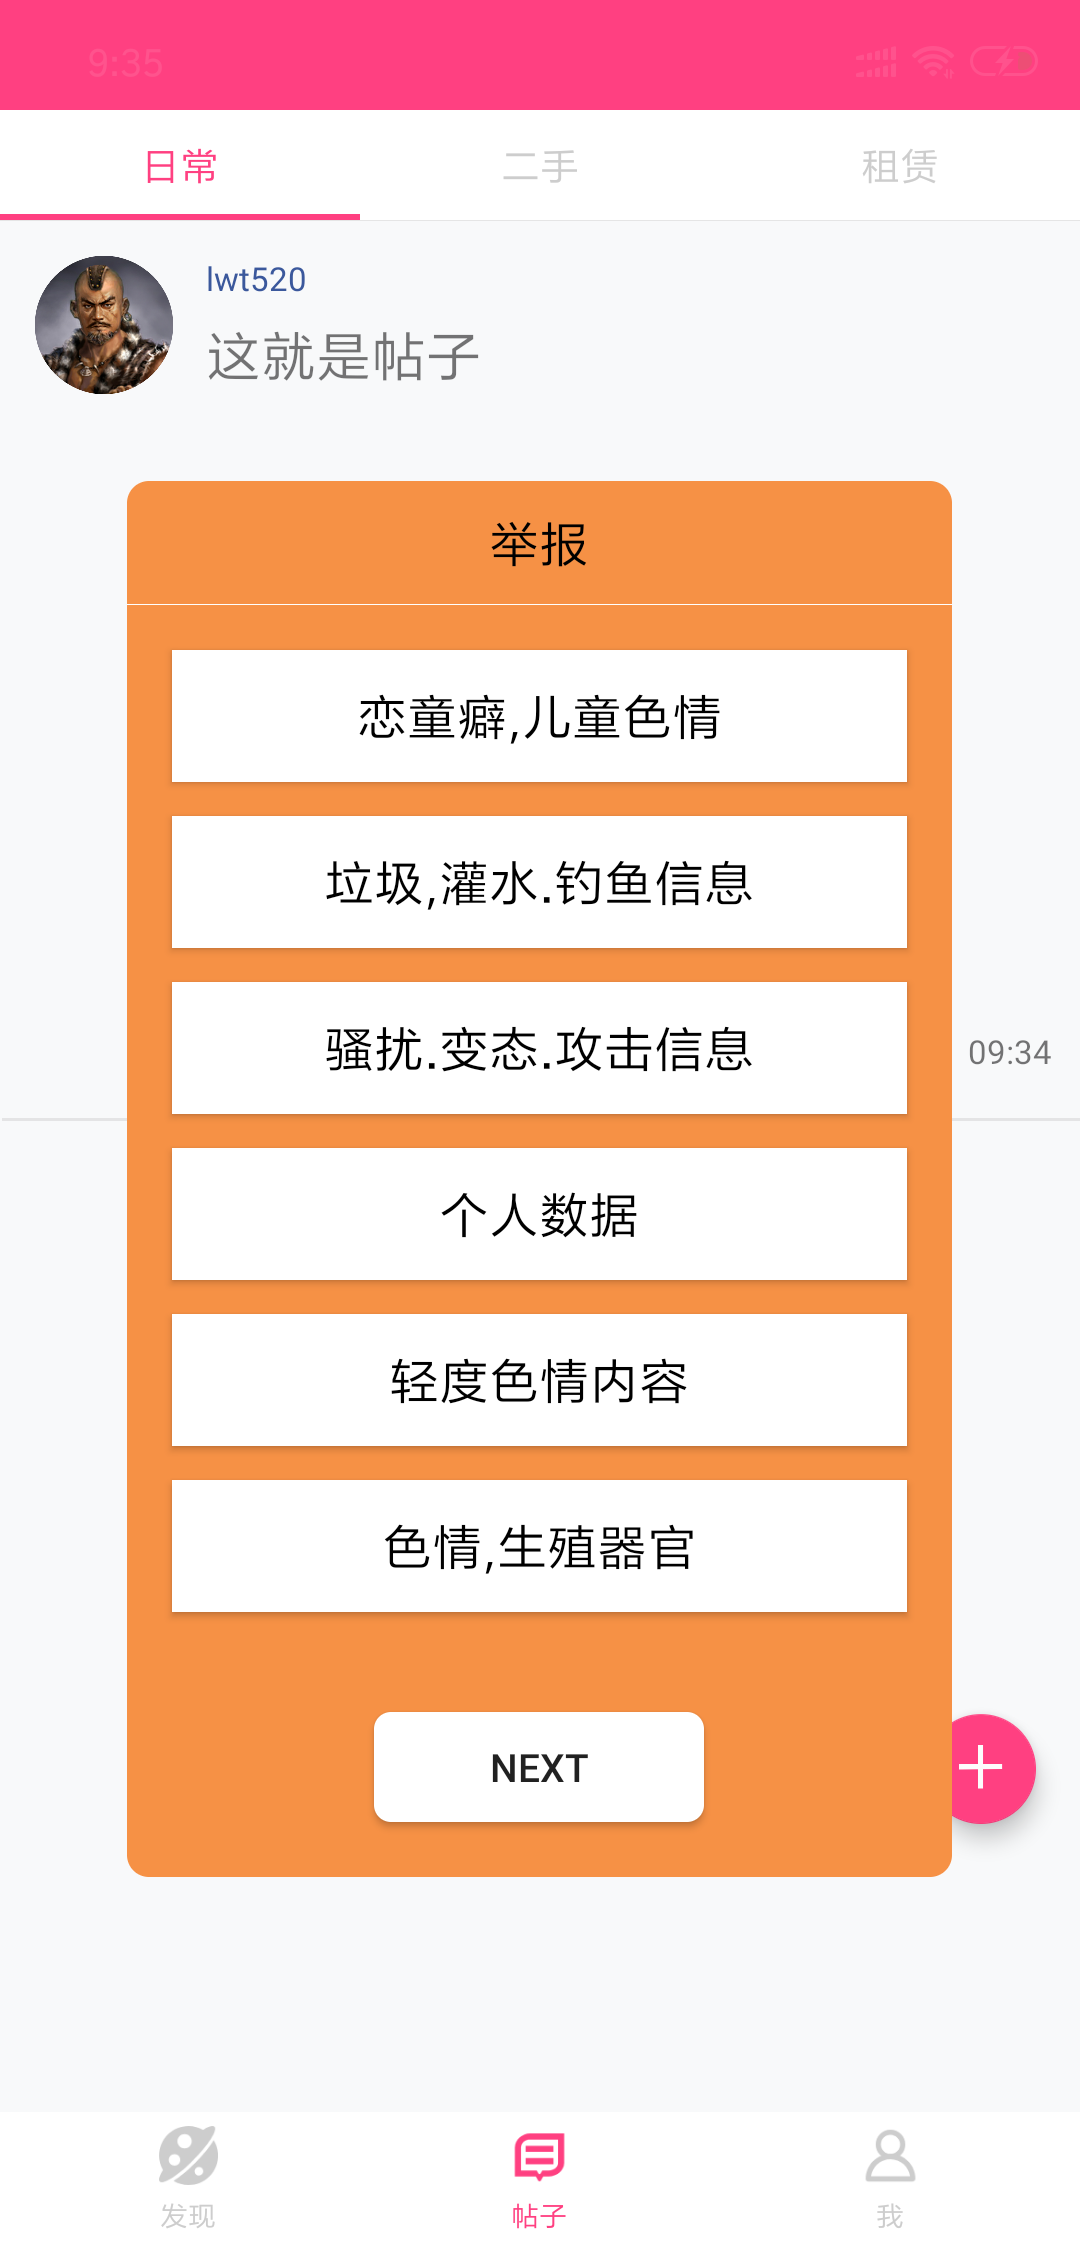 9:35
日常 二手 租赁
lwt520
这就是帖子
举报
恋童癖,儿童色情
垃圾,灌水.钓鱼信息
骚扰.变态.攻击信息
09:34
个人数据
轻度色情内容
色情,生殖器官
NEXT
发现 帖子 我